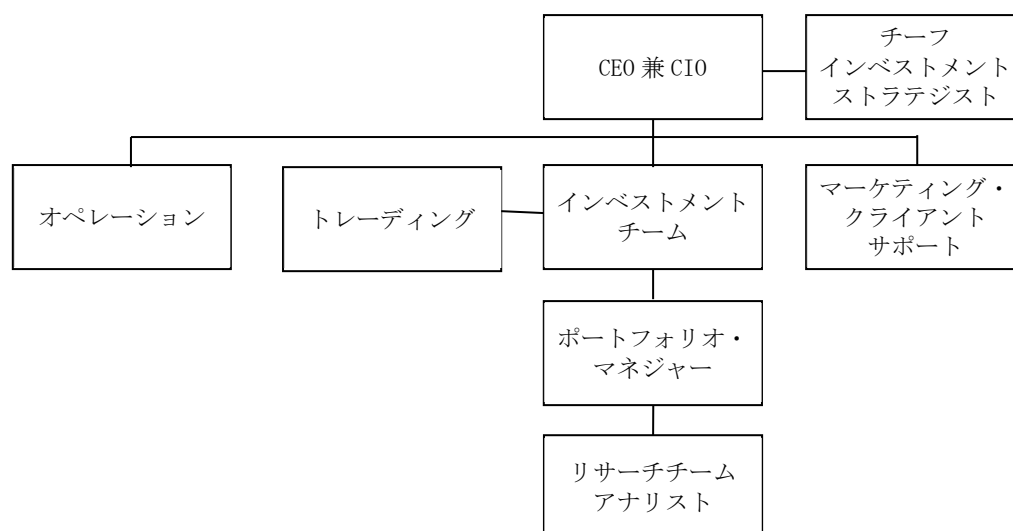 CEO 兼 CIO
チーフ
インベストメント
ストラテジスト
オペレーション
トレーディング
インベストメント
チーム
マーケティング・
クライアント
サポート
ポートフォリオ・
マネジャー
リサーチチーム
アナリスト